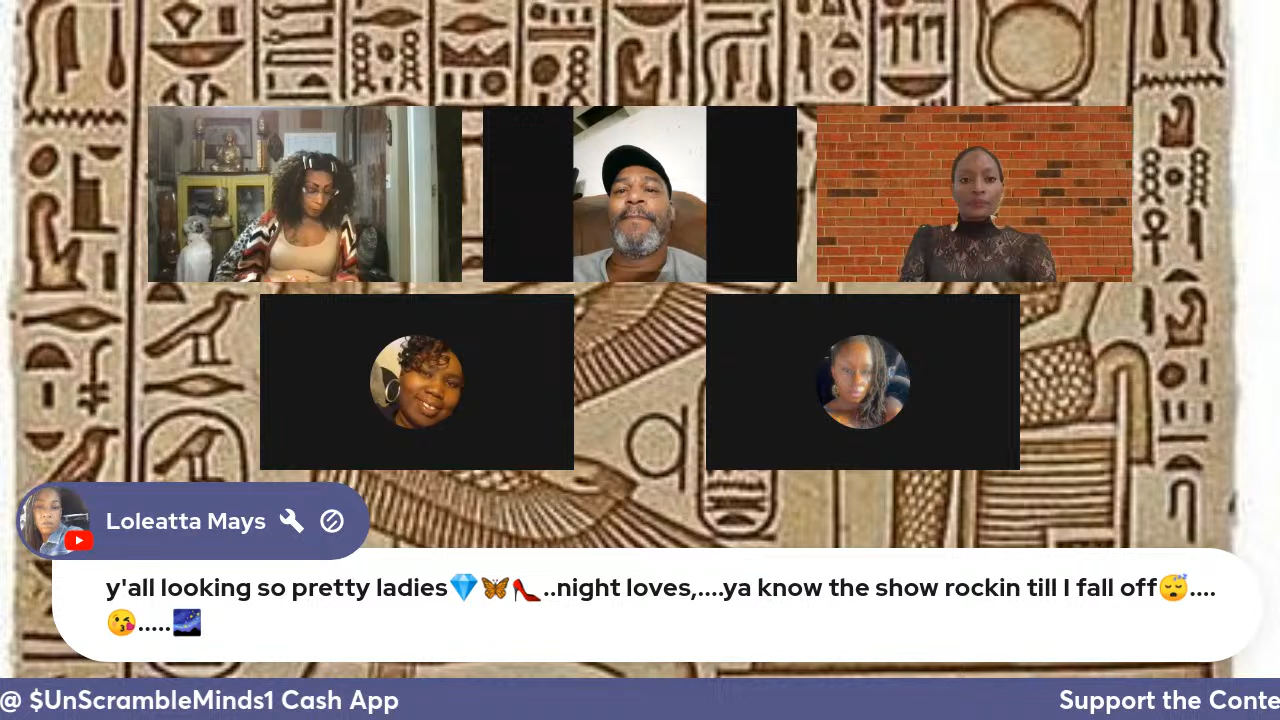 Loleatta Mays
y'all looking so pretty ladies💎🦋👠..night loves,....ya know the show rockin till I fall off😴....
😘.....🌌
@ $UnScrambleMinds1 Cash App
Support the Conte